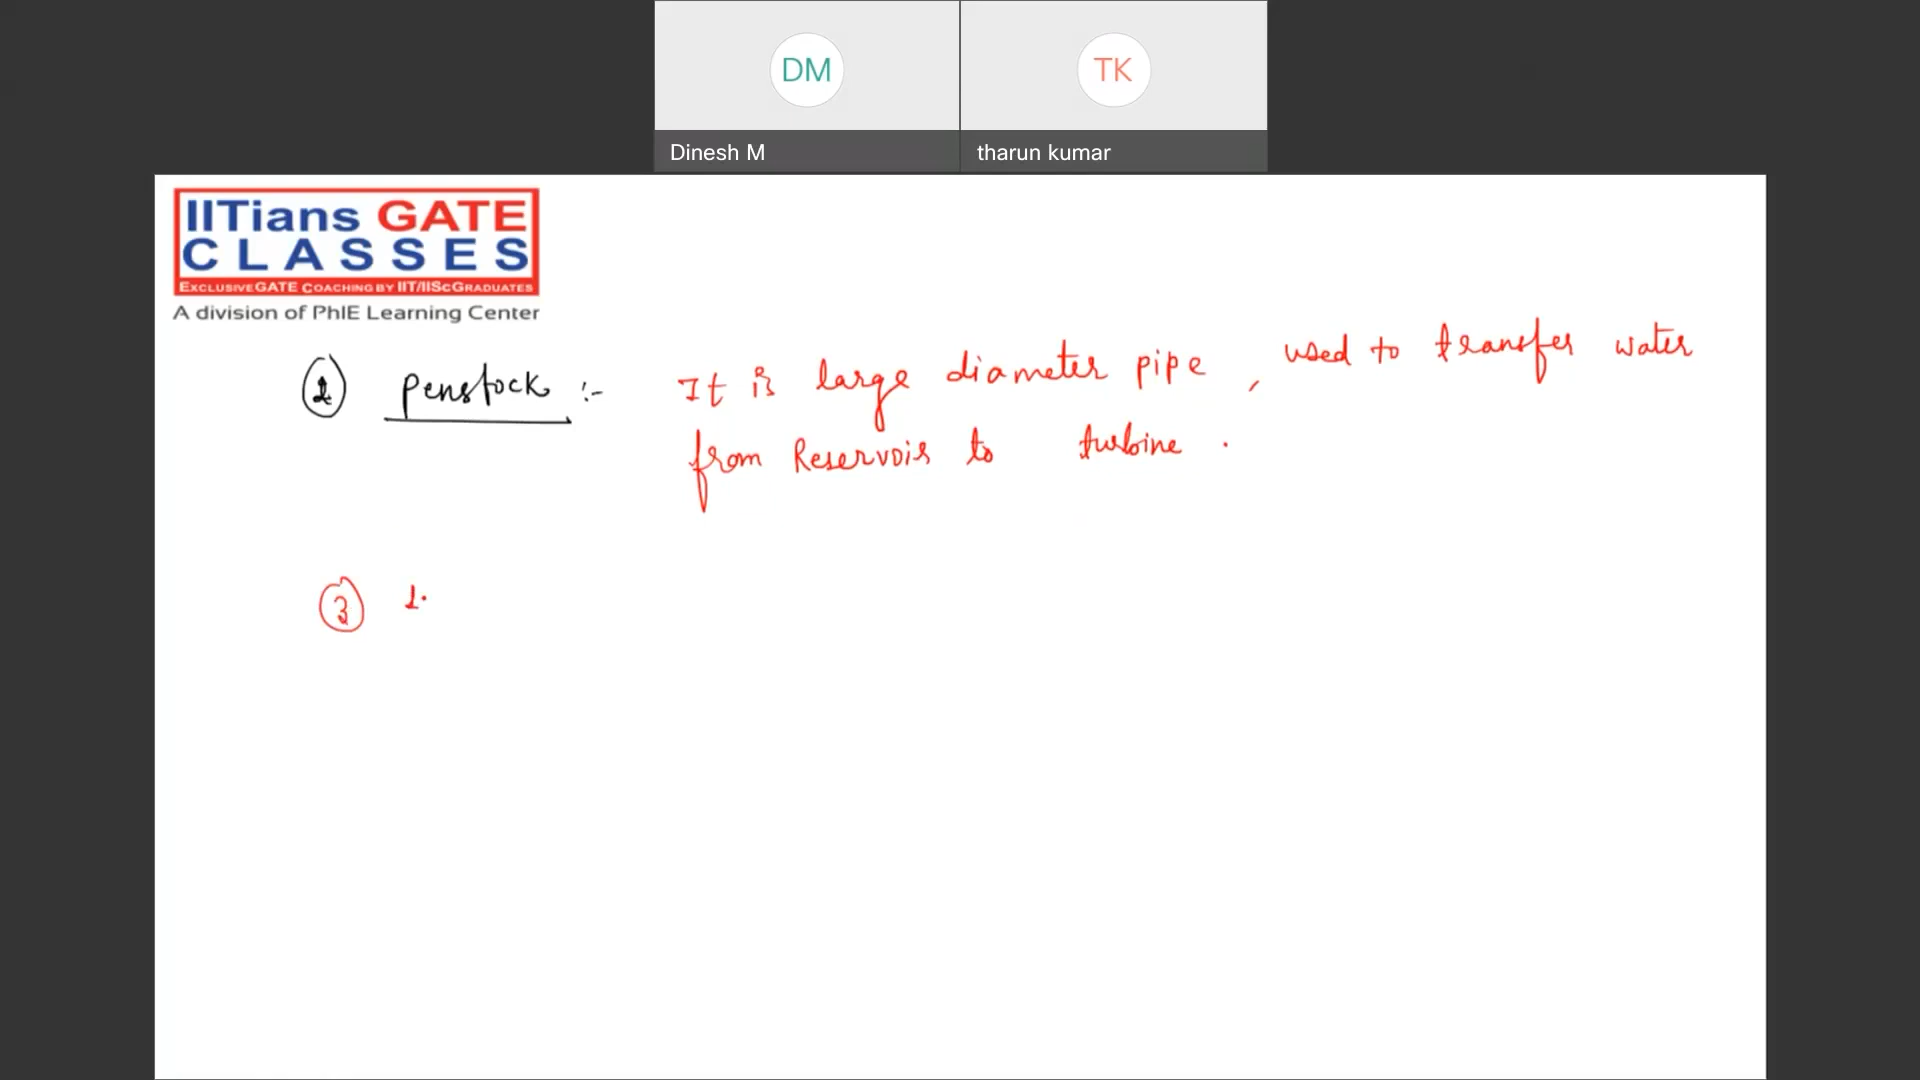 DM
TK
Dinesh M
tharun kumar
IITians GATE
CLASSES
EXCLUSIVE GATE COACHING BY IIT/IISc GRADUATES
A division of PhIE Learning Center
② Penstock :- It is large diameter pipe , used to transfer water
from Reservoir to turbine .
③